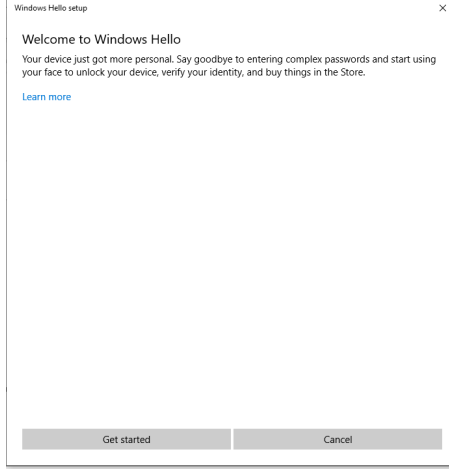 Windows Hello setup
Welcome to Windows Hello
Your device just got more personal. Say goodbye to entering complex passwords and start using
your face to unlock your device, verify your identity, and buy things in the Store.
Learn more
Get started
Cancel